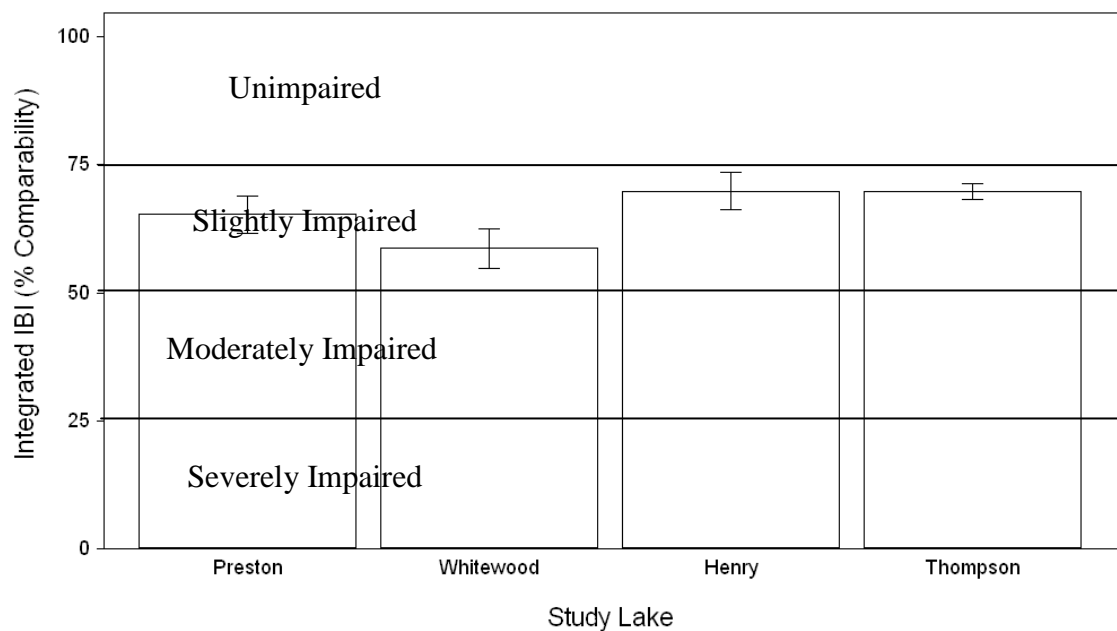 Integrated IBI (% Comparability)
100
75
50
25
0
Unimpaired
Slightly Impaired
Moderately Impaired
Severely Impaired
Preston Whitewood Henry Thompson
Study Lake